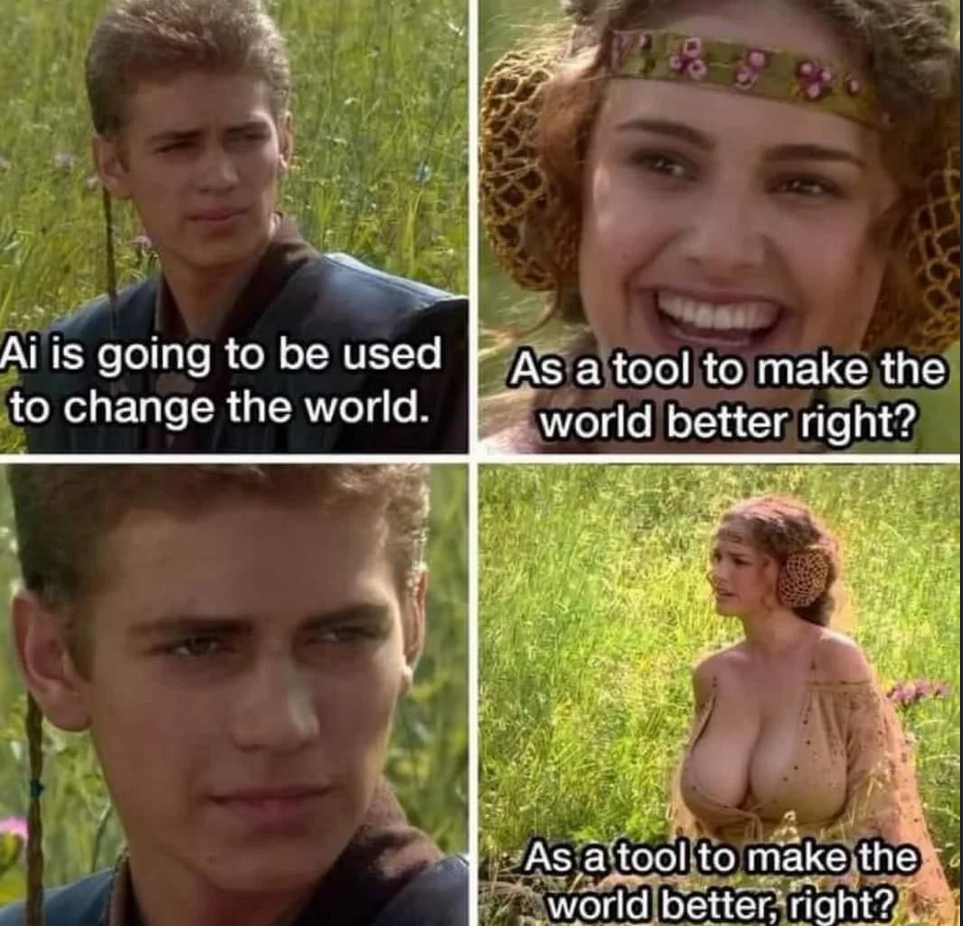 Ai is going to be used
to change the world.
As a tool to make the
world better right?
As a tool to make the
world better, right?